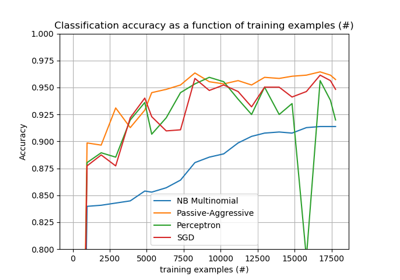 Classification accuracy as a function of training examples (#)
1.000
0.975
0.950
0.925
0.900
0.875
0.850
0.825
0.800
Accuracy
NB Multinomial
Passive-Aggressive
Perceptron
SGD
0 2500 5000 7500 10000 12500 15000 17500
training examples (#)